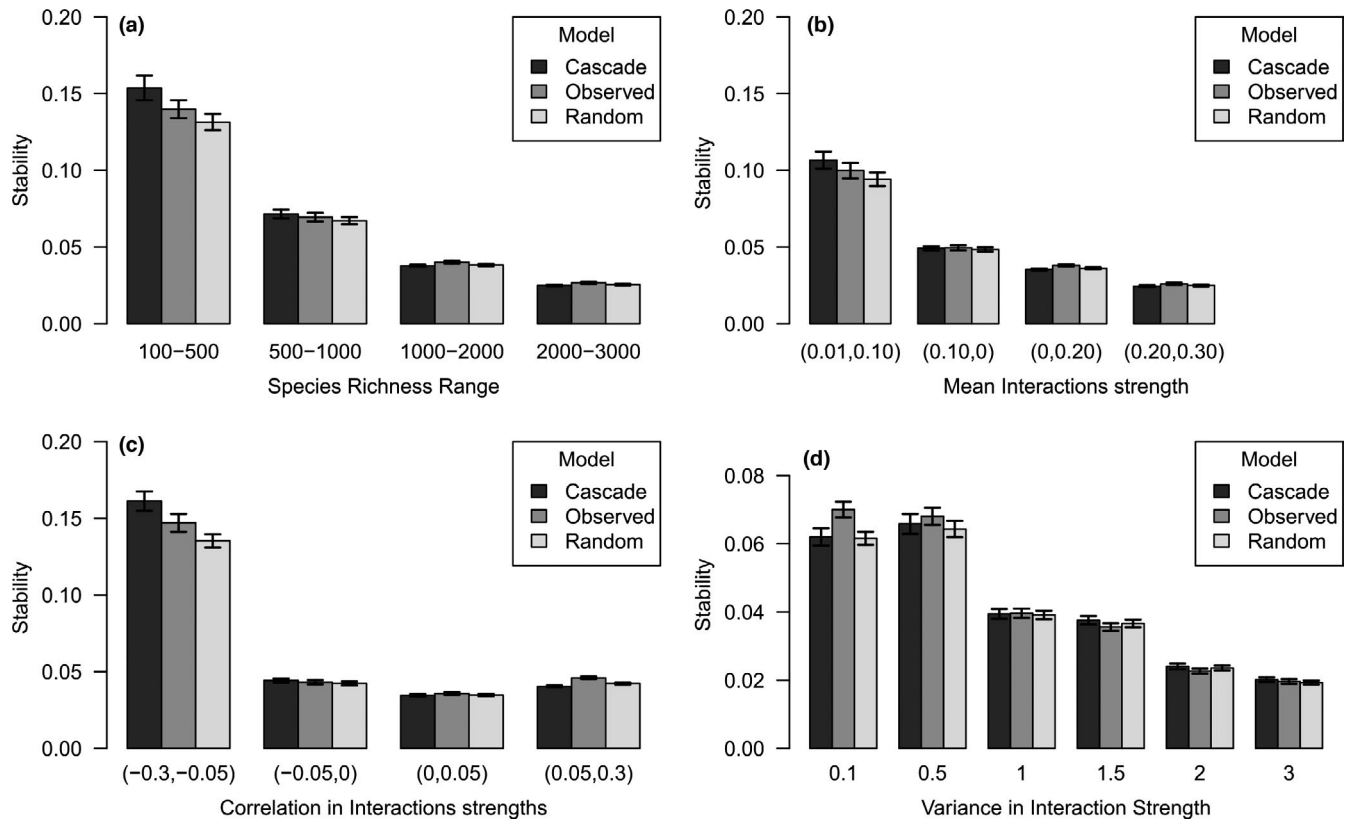 (a)
Model
Cascade
Observed
Random
0.20
0.15
0.10
0.05
0.00
Stability
100−500 500−1000 1000−2000 2000−3000
Species Richness Range
(b)
Model
Cascade
Observed
Random
0.20
0.15
0.10
0.05
0.00
Stability
(0.01,0.10) (0.10,0) (0,0.20) (0.20,0.30)
Mean Interactions strength
(c)
Model
Cascade
Observed
Random
0.20
0.15
0.10
0.05
0.00
Stability
(−0.3,−0.05) (−0.05,0) (0,0.05) (0.05,0.3)
Correlation in Interactions strengths
(d)
Model
Cascade
Observed
Random
0.08
0.06
0.04
0.02
0.00
Stability
0.1 0.5 1 1.5 2 3
Variance in Interaction Strength